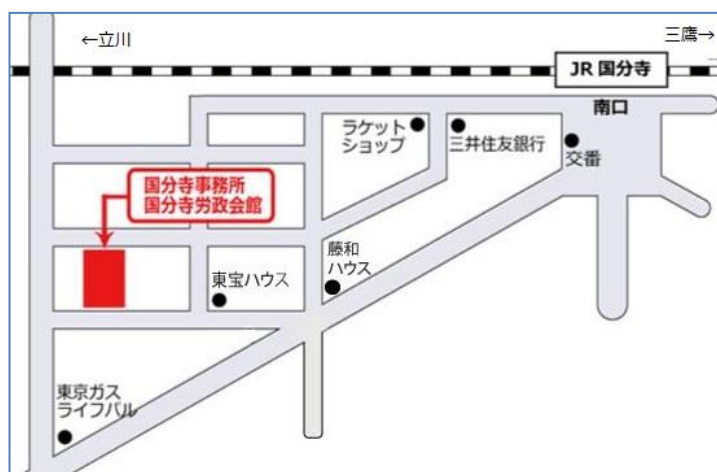 ←立川
三鷹→
JR 国分寺
南口
ラケット
ショップ
三井住友銀行
交番
国分寺事務所
国分寺労政会館
藤和
ハウス
東宝ハウス
東京ガス
ライフバル